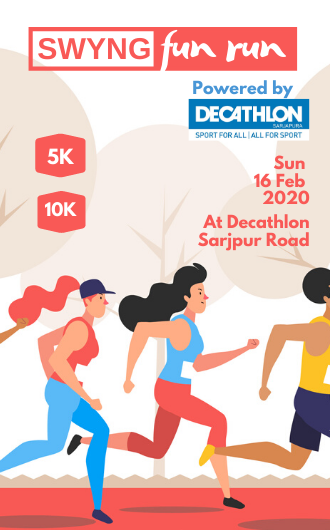 SWYNG fun run
Powered by
DECATHLON
SARJAPURA
SPORT FOR ALL | ALL FOR SPORT
5K
10K
Sun
16 Feb
2020
At Decathlon
Sarjpur Road